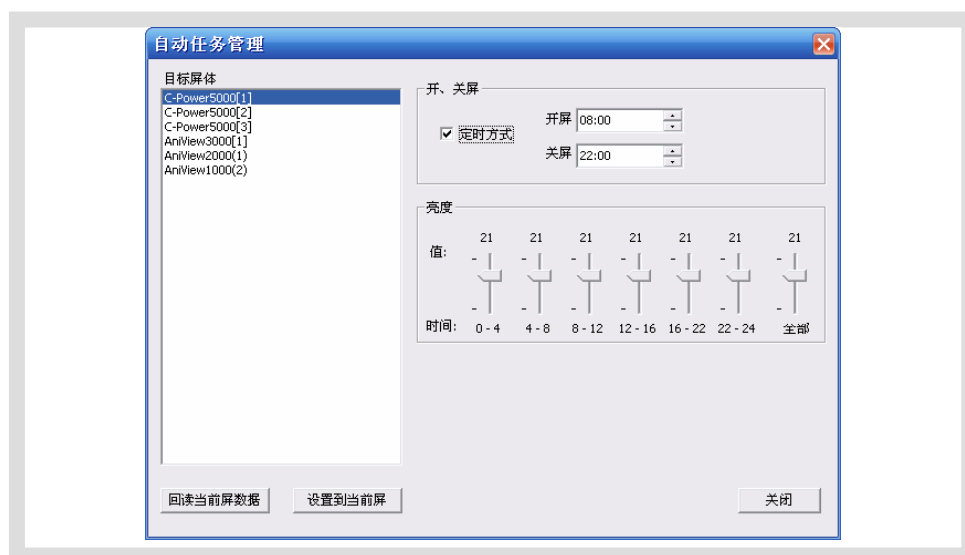 自动任务管理
目标屏体
C-Power5000[1]
C-Power5000[2]
C-Power5000[3]
AniView3000[1]
AniView2000(1)
AniView1000(2)
开、关屏
定时方式
开屏 08:00
关屏 22:00
亮度
值: 21 21 21 21 21 21 21
时间: 0 - 4 4 - 8 8 - 12 12 - 16 16 - 22 22 - 24 全部
回读当前屏数据 设置到当前屏 关闭